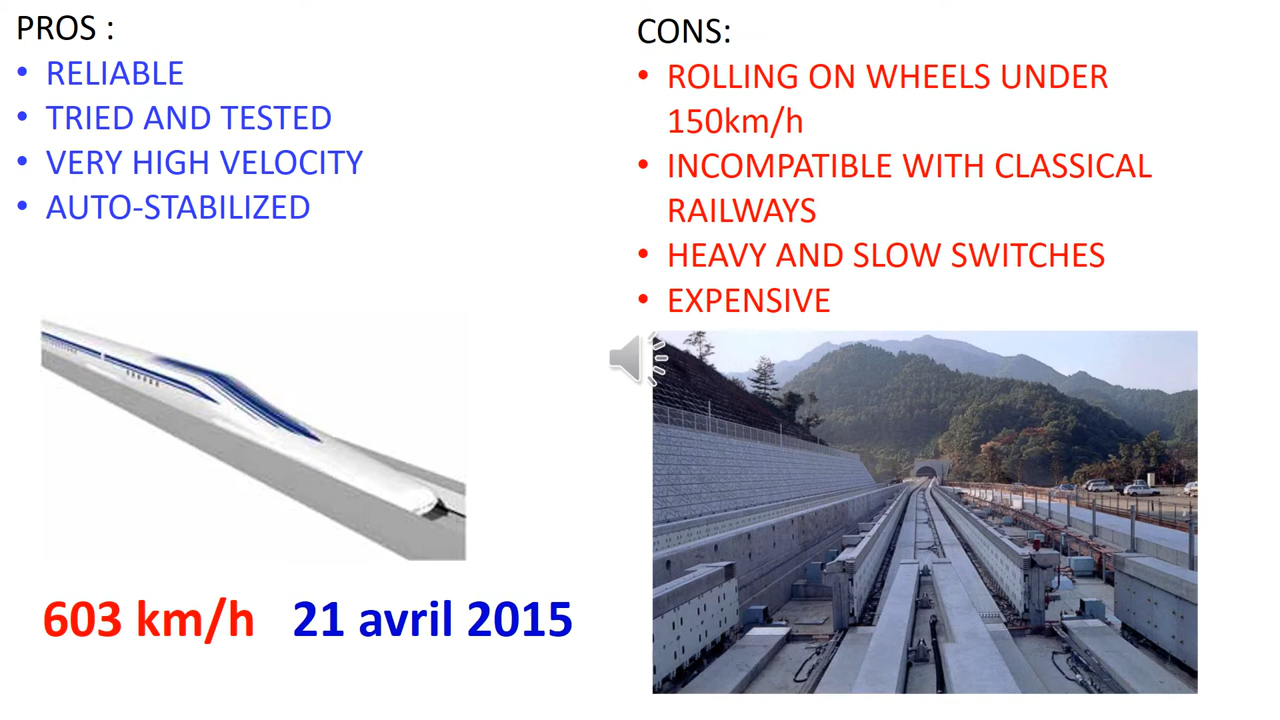 PROS :
• RELIABLE
• TRIED AND TESTED
• VERY HIGH VELOCITY
• AUTO-STABILIZED
CONS:
• ROLLING ON WHEELS UNDER
150km/h
• INCOMPATIBLE WITH CLASSICAL
RAILWAYS
• HEAVY AND SLOW SWITCHES
• EXPENSIVE
603 km/h 21 avril 2015